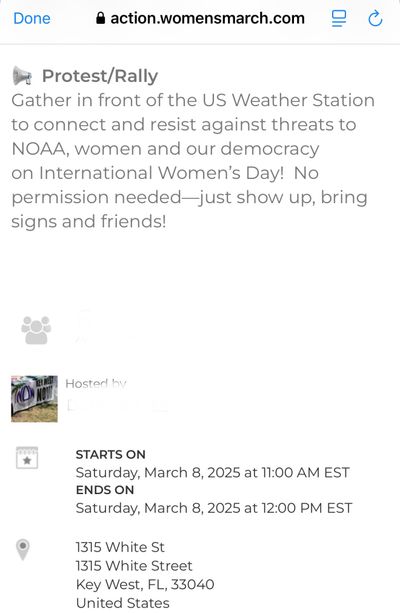 Done
action.womensmarch.com
Protest/Rally
Gather in front of the US Weather Station
to connect and resist against threats to
NOAA, women and our democracy
on International Women’s Day!  No
permission needed—just show up, bring
signs and friends!
Hosted by
STARTS ON
Saturday, March 8, 2025 at 11:00 AM EST
ENDS ON
Saturday, March 8, 2025 at 12:00 PM EST
1315 White St
1315 White Street
Key West, FL, 33040
United States